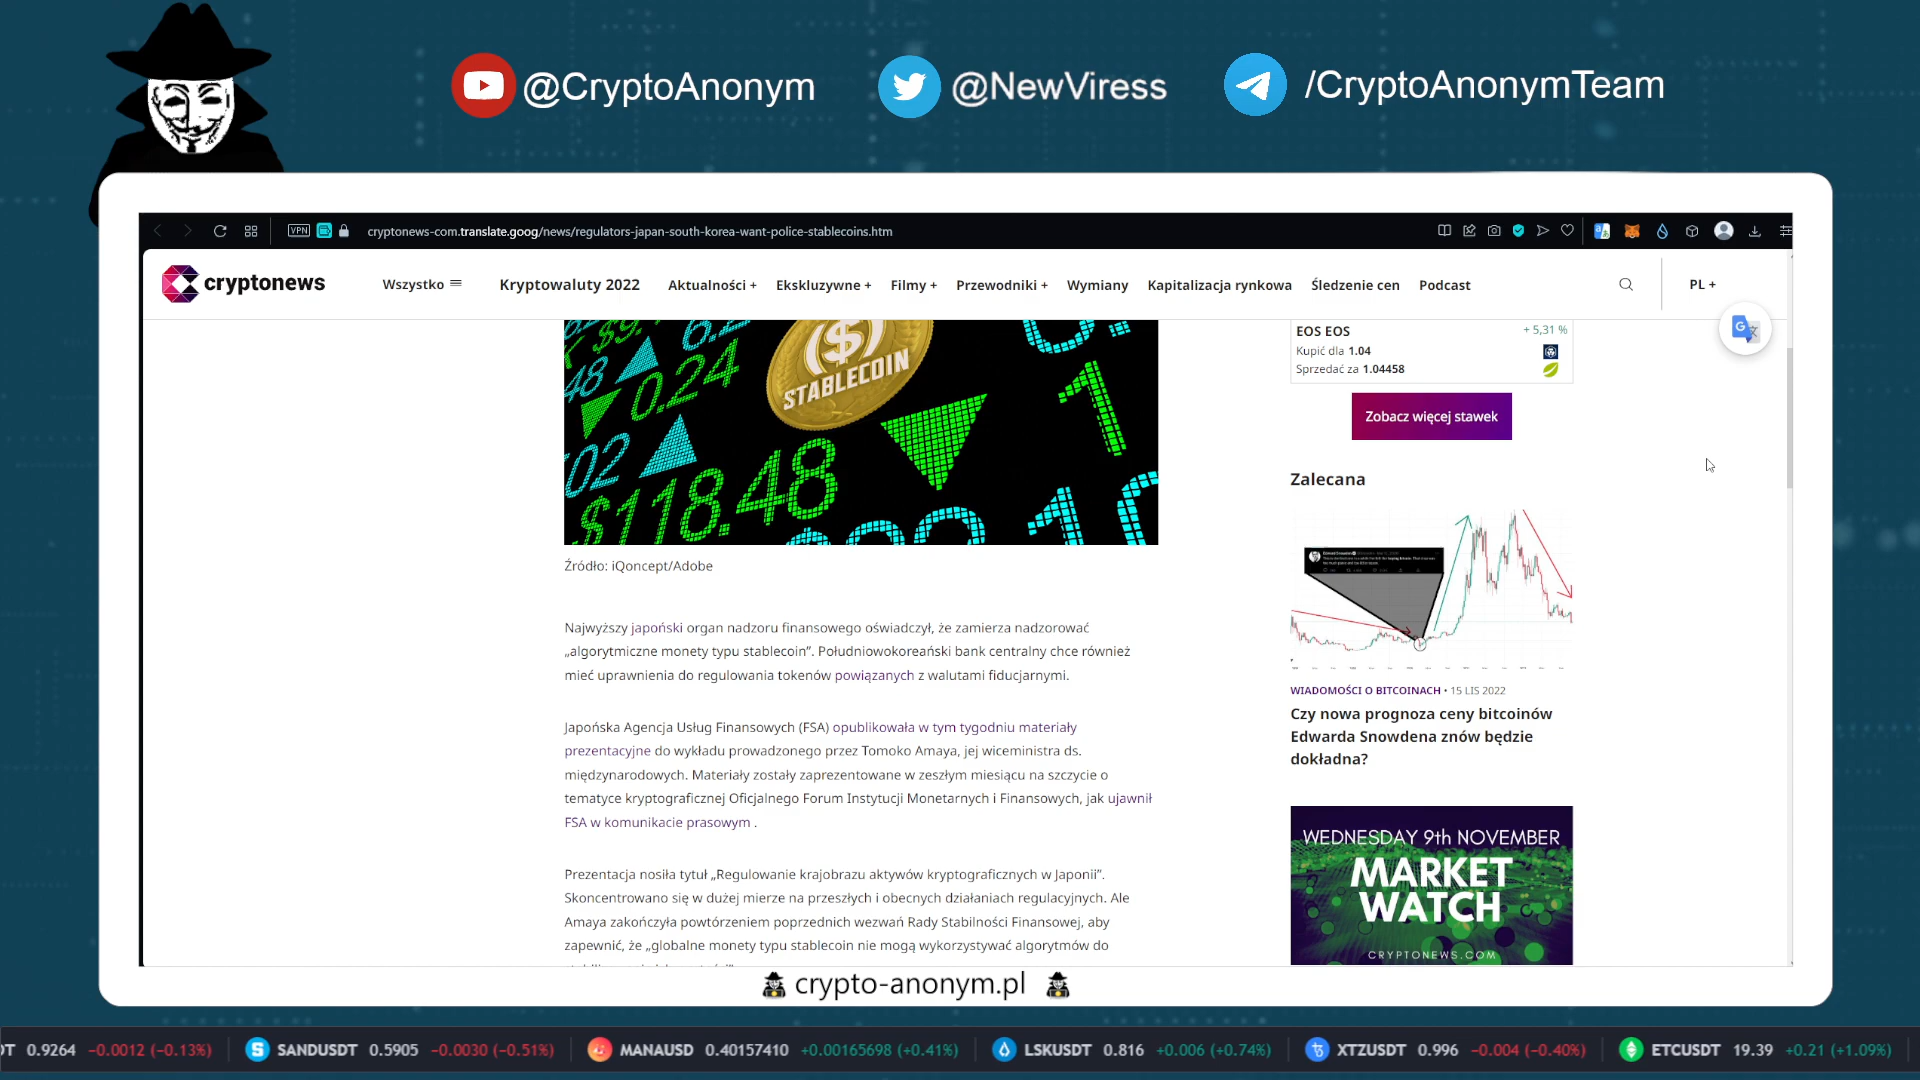 @CryptoAnonym
@NewViress
/CryptoAnonymTeam
VPN
cryptonews-com.translate.goog/news/regulators-japan-south-korea-want-police-stablecoins.htm
cryptonews
Wszystko
Kryptowaluty 2022
Aktualności +
Ekskluzywne +
Filmy +
Przewodniki +
Wymiany
Kapitalizacja rynkowa
Śledzenie cen
Podcast
PL +
0.24
48
02
$118.48
($)
STABLECOIN
Źródło: iQoncept/Adobe
Najwyższy japoński organ nadzoru finansowego oświadczył, że zamierza nadzorować
„algorytmiczne monety typu stablecoin”. Południowokoreański bank centralny chce również
mieć uprawnienia do regulowania tokenów powiązanych z walutami fiducjarnymi.
Japońska Agencja Usług Finansowych (FSA) opublikowała w tym tygodniu materiały
prezentacyjne do wykładu prowadzonego przez Tomoko Amaya, jej wiceministra ds.
międzynarodowych. Materiały zostały zaprezentowane w zeszłym miesiącu na szczycie o
tematyce kryptograficznej Oficjalnego Forum Instytucji Monetarnych i Finansowych, jak ujawnił
FSA w komunikacie prasowym .
Prezentacja nosiła tytuł „Regulowanie krajobrazu aktywów kryptograficznych w Japonii”.
Skoncentrowano się w dużej mierze na przeszłych i obecnych działaniach regulacyjnych. Ale
Amaya zakończyła powtórzeniem poprzednich wezwań Rady Stabilności Finansowej, aby
zapewnić, że „globalne monety typu stablecoin nie mogą wykorzystywać algorytmów do
EOS EOS
+ 5,31 %
Kupić dla 1.04
Sprzedać za 1.04458
Zobacz więcej stawek
Zalecana
WIADOMOŚCI O BITCOINACH • 15 LIS 2022
Czy nowa prognoza ceny bitcoinów
Edwarda Snowdena znów będzie
dokładna?
WEDNESDAY 9th NOVEMBER
MARKET
WATCH
CRYPTONEWS.COM
crypto-anonym.pl
0.9264 −0.0012 (−0.13%)
SANDUSDT 0.5905 −0.0030 (−0.51%)
MANAUSD 0.40157410 +0.00165698 (+0.41%)
LSKUSDT 0.816 +0.006 (+0.74%)
XTZUSDT 0.996 −0.004 (−0.40%)
ETCUSDT 19.39 +0.21 (+1.09%)